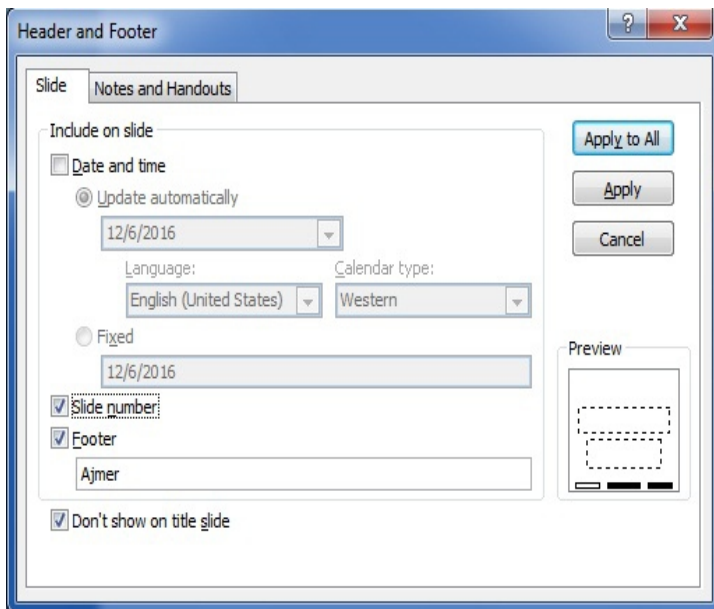 Header and Footer
Slide
Notes and Handouts
Include on slide
Date and time
Update automatically
12/6/2016
Language:
Calendar type:
English (United States)
Western
Fixed
12/6/2016
Slide number
Footer
Ajmer
Don't show on title slide
Apply to All
Apply
Cancel
Preview